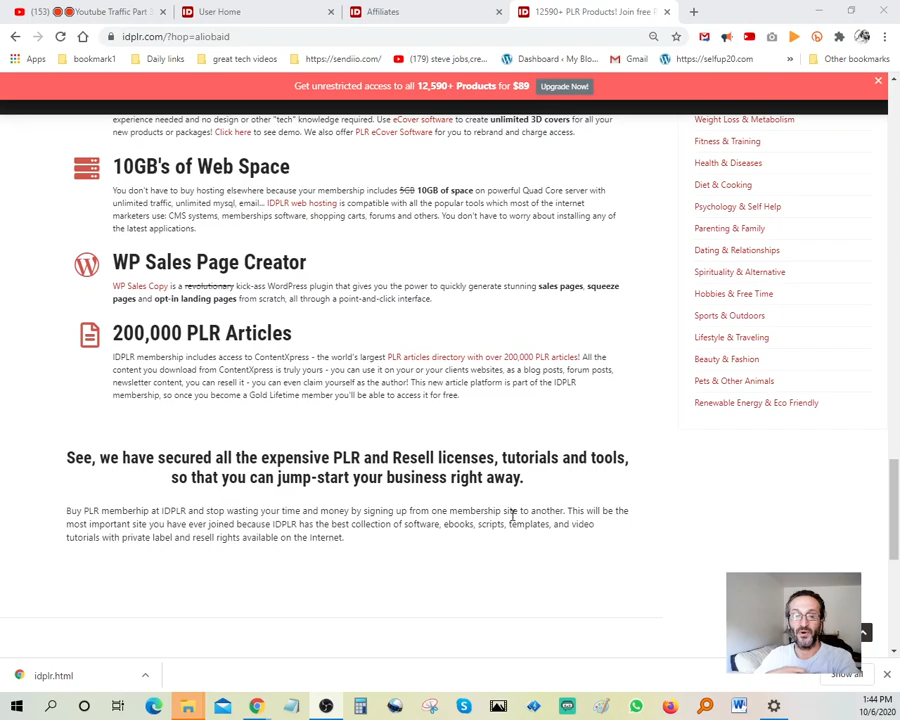 (153) 🔴🔴Youtube Traffic Part 3
User Home
Affiliates
12590+ PLR Products! Join free F
idplr.com/?hop=aliobaid
Apps
bookmark1
Daily links
great tech videos
https://sendiio.com/
(179) steve jobs,cre...
Dashboard ‹ My Blo...
Gmail
https://selfup20.com
»
Other bookmarks
Get unrestricted access to all 12,590+ Products for $89 Upgrade Now!
experience needed and no design or other "tech" knowledge required. Use eCover software to create unlimited 3D covers for all your
new products or packages! Click here to see demo. We also offer PLR eCover Software for you to rebrand and charge access.
10GB's of Web Space
You don't have to buy hosting elsewhere because your membership includes 5GB 10GB of space on powerful Quad Core server with
unlimited traffic, unlimited mysql, email... IDPLR web hosting is compatible with all the popular tools which most of the internet
marketers use: CMS systems, memberships software, shopping carts, forums and others. You don't have to worry about installing any of
the latest applications.
WP Sales Page Creator
WP Sales Copy is a revolutionary kick-ass WordPress plugin that gives you the power to quickly generate stunning sales pages, squeeze
pages and opt-in landing pages from scratch, all through a point-and-click interface.
200,000 PLR Articles
IDPLR membership includes access to ContentXpress - the world's largest PLR articles directory with over 200,000 PLR articles! All the
content you download from ContentXpress is truly yours - you can use it on your or your clients websites, as a blog posts, forum posts,
newsletter content, you can resell it - you can even claim yourself as the author! This new article platform is part of the IDPLR
membership, so once you become a Gold Lifetime member you'll be able to access it for free.
See, we have secured all the expensive PLR and Resell licenses, tutorials and tools,
so that you can jump-start your business right away.
Buy PLR memberhip at IDPLR and stop wasting your time and money by signing up from one membership site to another. This will be the
most important site you have ever joined because IDPLR has the best collection of software, ebooks, scripts, templates, and video
tutorials with private label and resell rights available on the Internet.
Weight Loss & Metabolism
Fitness & Training
Health & Diseases
Diet & Cooking
Psychology & Self Help
Parenting & Family
Dating & Relationships
Spirituality & Alternative
Hobbies & Free Time
Sports & Outdoors
Lifestyle & Traveling
Beauty & Fashion
Pets & Other Animals
Renewable Energy & Eco Friendly
idplr.html
Show all
1:44 PM
10/6/2020